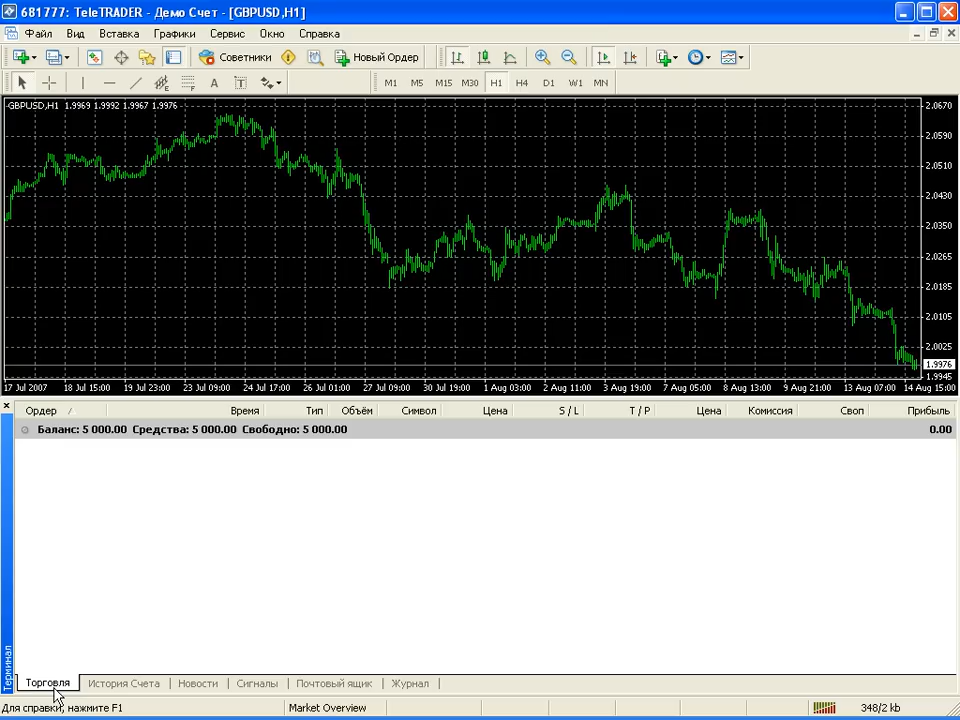 681777: TeleTRADER - Демо Счет - [GBPUSD,H1]
Файл Вид Вставка Графики Сервис Окно Справка
Советники Новый Ордер
A T M1 M5 M15 M30 H1 H4 D1 W1 MN
GBPUSD,H1 1.9969 1.9992 1.9967 1.9976
2.0670
2.0590
2.0510
2.0430
2.0350
2.0265
2.0185
2.0105
2.0025
1.9976
1.9945
17 Jul 2007 18 Jul 15:00 19 Jul 23:00 23 Jul 09:00 24 Jul 17:00 26 Jul 01:00 27 Jul 09:00 30 Jul 19:00 1 Aug 03:00 2 Aug 11:00 3 Aug 19:00 7 Aug 05:00 8 Aug 13:00 9 Aug 21:00 13 Aug 07:00 14 Aug 15:00
Ордер / Время Тип Объём Символ Цена S / L T / P Цена Комиссия Своп Прибыль
Баланс: 5 000.00 Средства: 5 000.00 Свободно: 5 000.00 0.00
Терминал
Торговля История Счета Новости Сигналы Почтовый ящик Журнал
Для справки, нажмите F1 Market Overview 348/2 kb